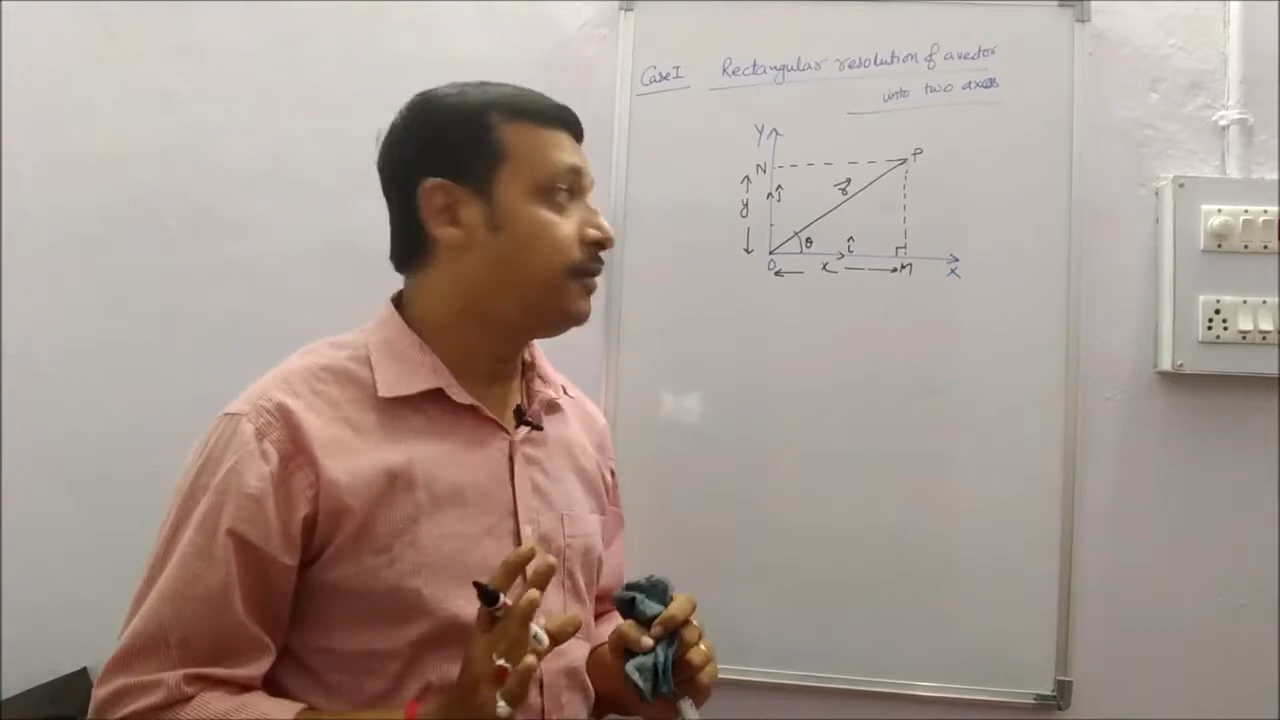 Case I Rectangular resolution of a vector
into two axes
Y
N P
y ĵ r⃗
θ î
O x M X